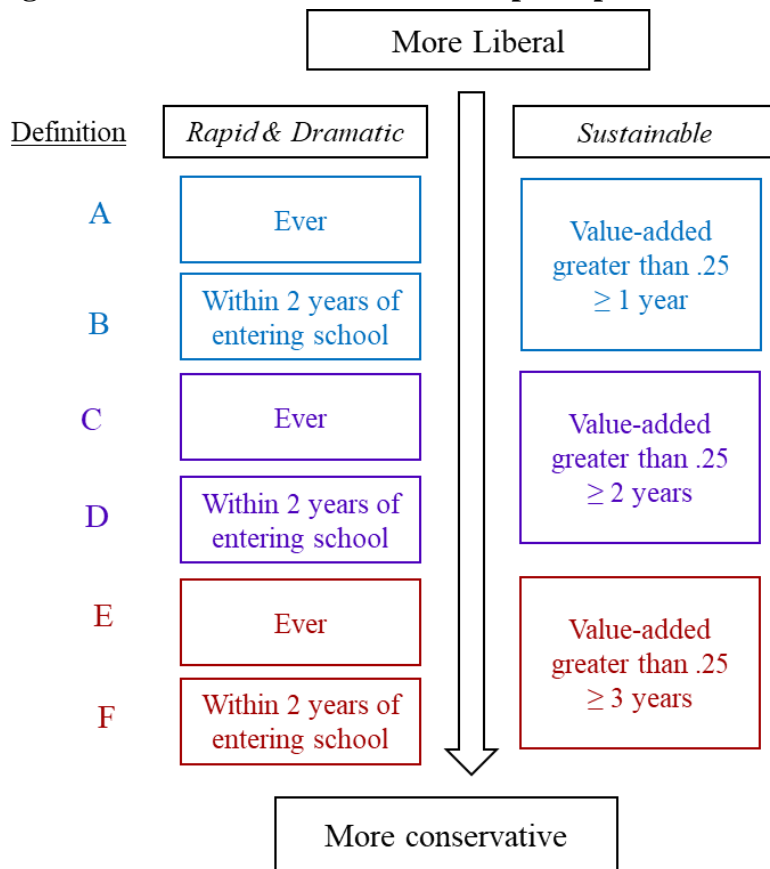 More Liberal
Definition
Rapid & Dramatic
Sustainable
A
Ever
Value-added
greater than .25
≥ 1 year
B
Within 2 years of
entering school
C
Ever
Value-added
greater than .25
≥ 2 years
D
Within 2 years of
entering school
E
Ever
Value-added
greater than .25
≥ 3 years
F
Within 2 years of
entering school
More conservative